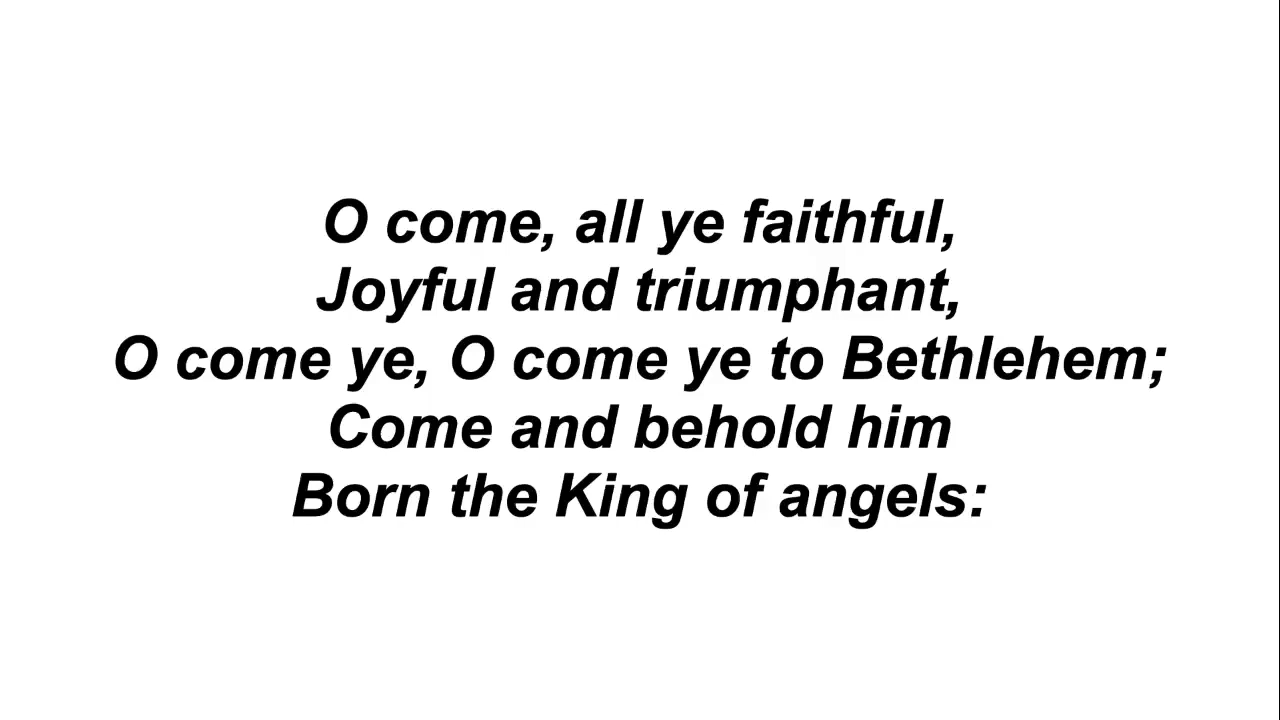 O come, all ye faithful,
Joyful and triumphant,
O come ye, O come ye to Bethlehem;
Come and behold him
Born the King of angels: